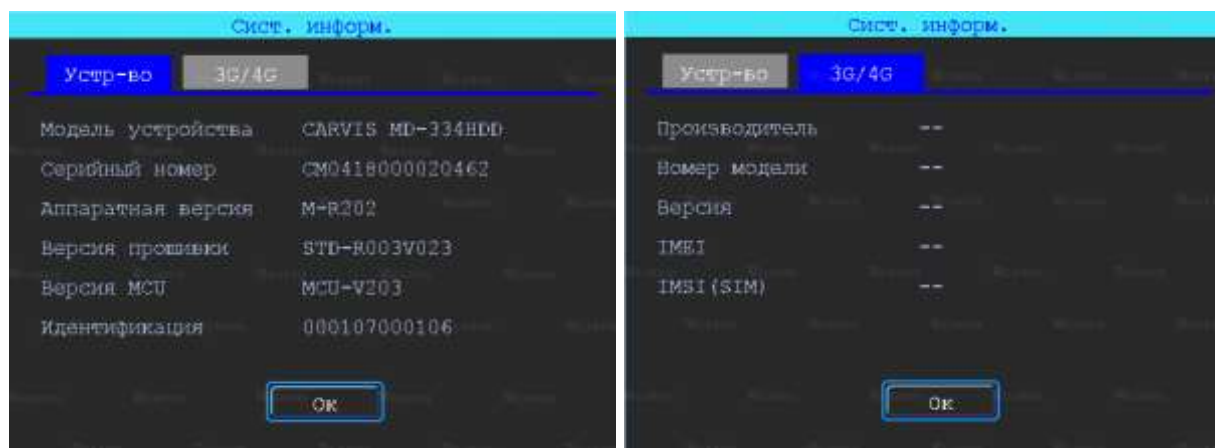 Сист. информ.
Устр-во 3G/4G
Модель устройства CARVIS MD-334HDD
Серийный номер CM0418000020462
Аппаратная версия M-R202
Версия прошивки STD-R003V023
Версия MCU MCU-V203
Идентификация 000107000106
Ок
Сист. информ.
Устр-во 3G/4G
Производитель --
Номер модели --
Версия --
IMEI --
IMSI(SIM) --
Ок